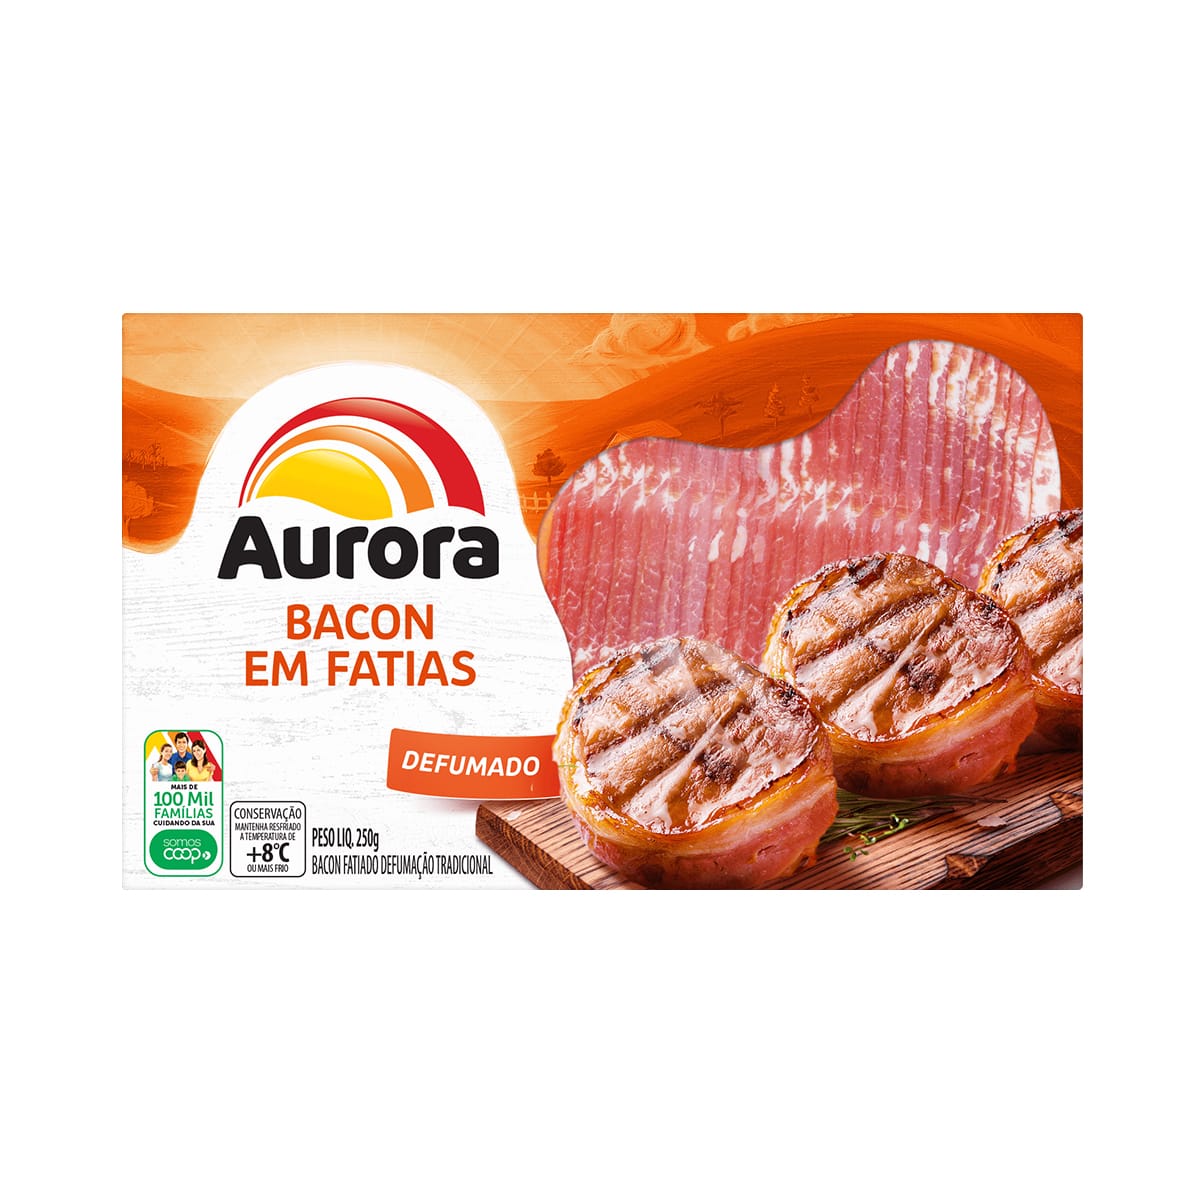 Aurora
BACON
EM FATIAS
DEFUMADO
MAIS DE
100 Mil
FAMÍLIAS
CUIDANDO DA SUA
somos
coop
CONSERVAÇÃO
MANTENHA RESFRIADO
A TEMPERATURA DE
+8°C
OU MAIS FRIO
PESO LIQ. 250g
BACON FATIADO DEFUMAÇÃO TRADICIONAL